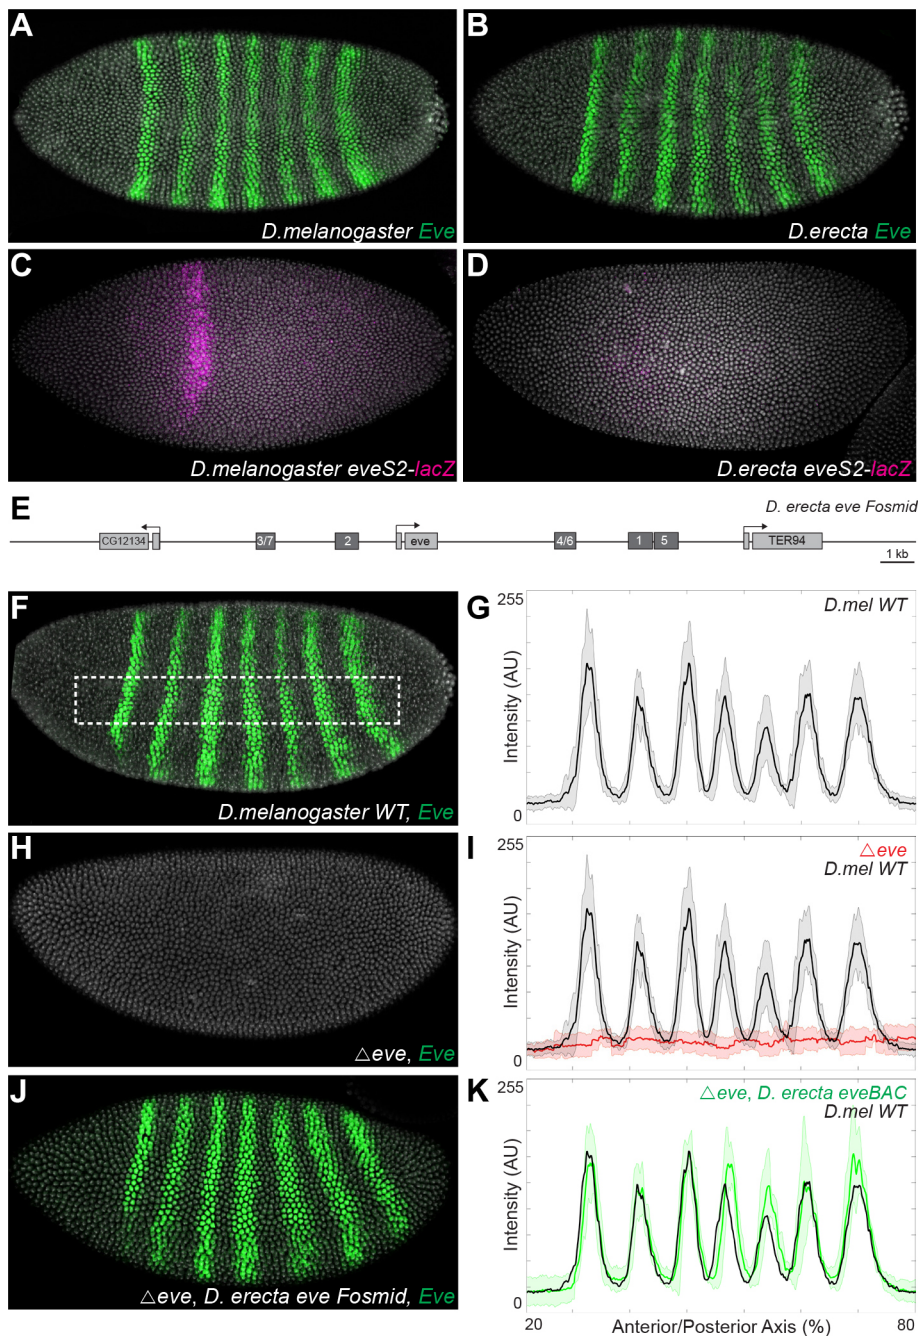 A
D.melanogaster Eve
B
D.erecta Eve
C
D.melanogaster eveS2-lacZ
D
D.erecta eveS2-lacZ
E
D. erecta eve Fosmid
CG12134
3/7
2
eve
4/6
1
5
TER94
1 kb
F
D.melanogaster WT, Eve
G
255
D.mel WT
Intensity (AU)
0
H
△eve, Eve
I
255
△eve
D.mel WT
Intensity (AU)
0
J
△eve, D. erecta eve Fosmid, Eve
K
255
△eve, D. erecta eveBAC
D.mel WT
Intensity (AU)
0
20 Anterior/Posterior Axis (%) 80